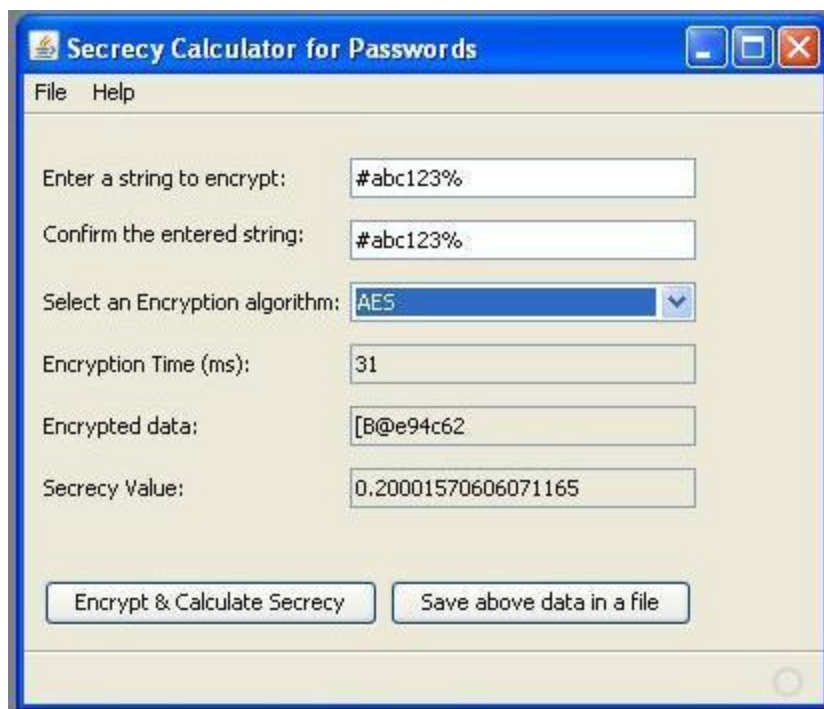 Secrecy Calculator for Passwords
File Help
Enter a string to encrypt: #abc123%
Confirm the entered string: #abc123%
Select an Encryption algorithm: AES
Encryption Time (ms): 31
Encrypted data: [B@e94c62
Secrecy Value: 0.20001570606071165
Encrypt & Calculate Secrecy Save above data in a file